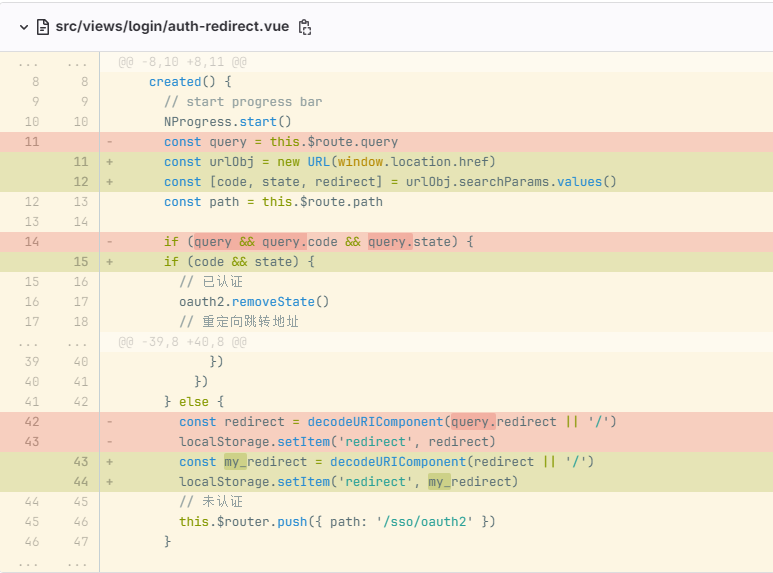 src/views/login/auth-redirect.vue
... ... @@ -8,10 +8,11 @@
8 8 created() {
9 9 // start progress bar
10 10 NProgress.start()
11 - const query = this.$route.query
11 + const urlObj = new URL(window.location.href)
12 + const [code, state, redirect] = urlObj.searchParams.values()
12 13 const path = this.$route.path
13 14
14 - if (query && query.code && query.state) {
15 + if (code && state) {
15 16 // 已认证
16 17 oauth2.removeState()
17 18 // 重定向跳转地址
... ... @@ -39,8 +40,8 @@
39 40 })
40 41 })
41 42 } else {
42 - const redirect = decodeURIComponent(query.redirect || '/')
43 - localStorage.setItem('redirect', redirect)
43 + const my_redirect = decodeURIComponent(redirect || '/')
44 + localStorage.setItem('redirect', my_redirect)
44 45 // 未认证
45 46 this.$router.push({ path: '/sso/oauth2' })
46 47 }
... ...